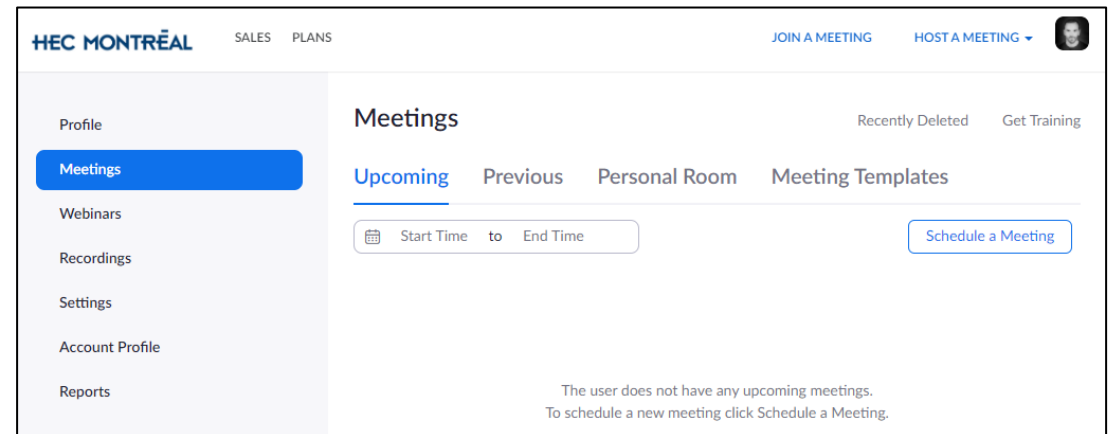 HEC MONTRĒAL SALES PLANS JOIN A MEETING HOST A MEETING
Profile
Meetings
Webinars
Recordings
Settings
Account Profile
Reports
Meetings
Recently Deleted Get Training
Upcoming Previous Personal Room Meeting Templates
Start Time to End Time
Schedule a Meeting
The user does not have any upcoming meetings.
To schedule a new meeting click Schedule a Meeting.